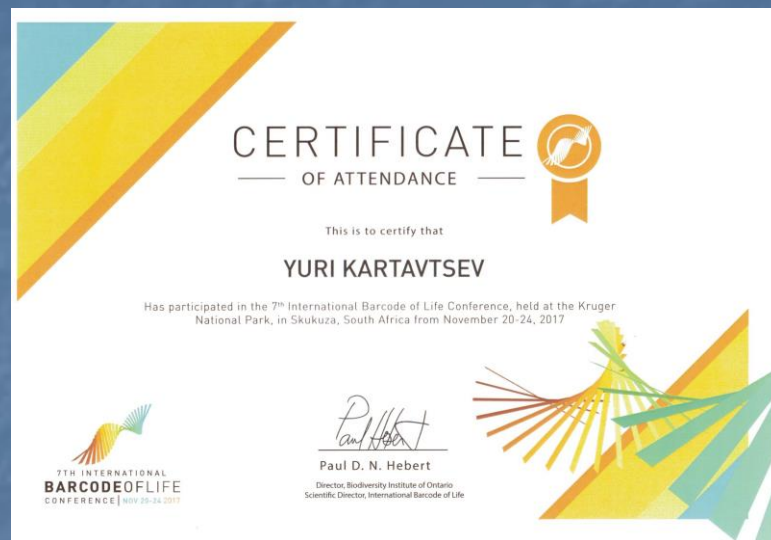 CERTIFICATE
OF ATTENDANCE
This is to certify that
YURI KARTAVTSEV
Has participated in the 7th International Barcode of Life Conference, held at the Kruger
National Park, in Skukuza, South Africa from November 20-24, 2017
Paul Hebert
Paul D. N. Hebert
Director, Biodiversity Institute of Ontario
Scientific Director, International Barcode of Life
7TH INTERNATIONAL
BARCODEOFLIFE
CONFERENCE | NOV 20-24 2017